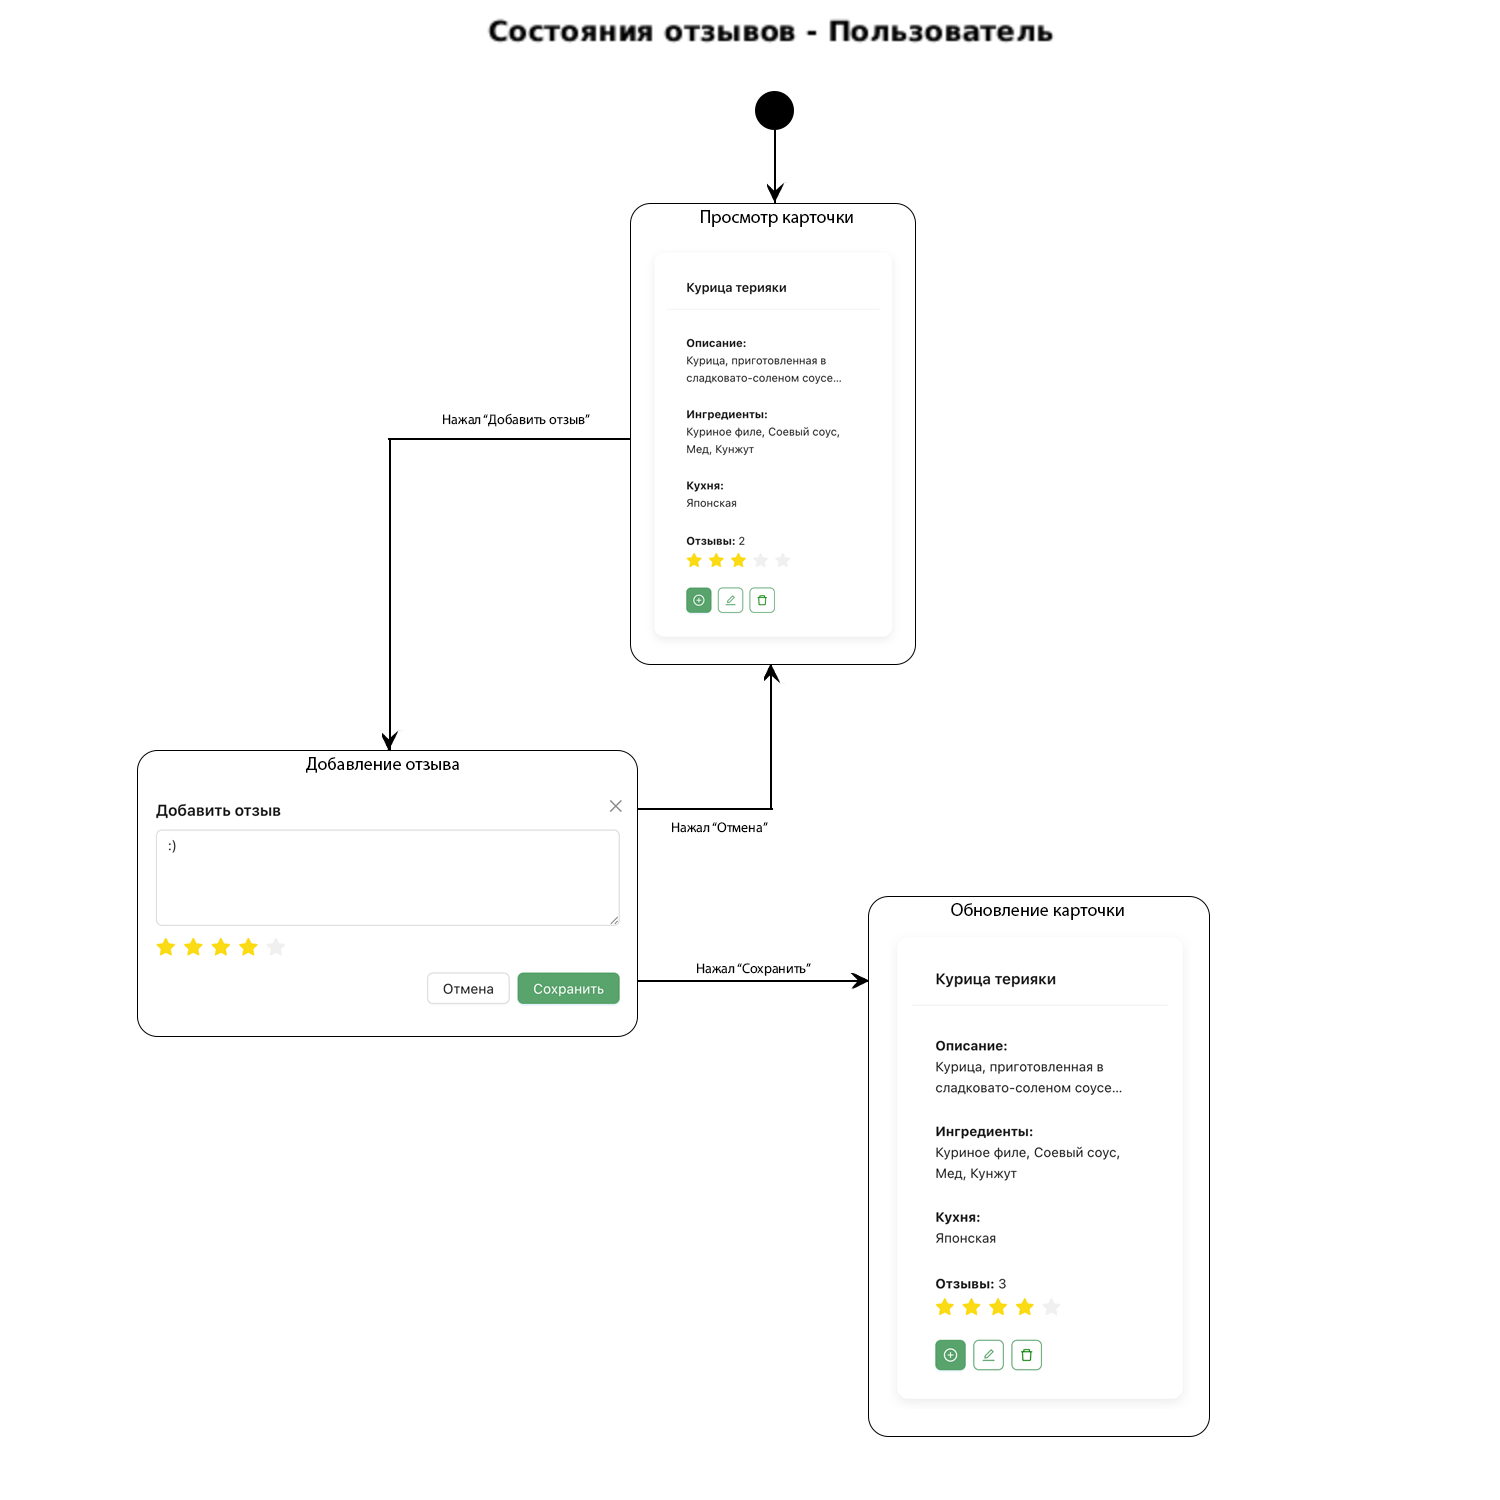 Состояния отзывов - Пользователь
Просмотр карточки
Курица терияки
Описание:
Курица, приготовленная в
сладковато-соленом соусе...
Ингредиенты:
Куриное филе, Соевый соус,
Мед, Кунжут
Кухня:
Японская
Отзывы: 2
Нажал “Добавить отзыв”
Добавление отзыва
Добавить отзыв
:)
Отмена
Сохранить
Нажал “Отмена”
Нажал “Сохранить”
Обновление карточки
Курица терияки
Описание:
Курица, приготовленная в
сладковато-соленом соусе...
Ингредиенты:
Куриное филе, Соевый соус,
Мед, Кунжут
Кухня:
Японская
Отзывы: 3